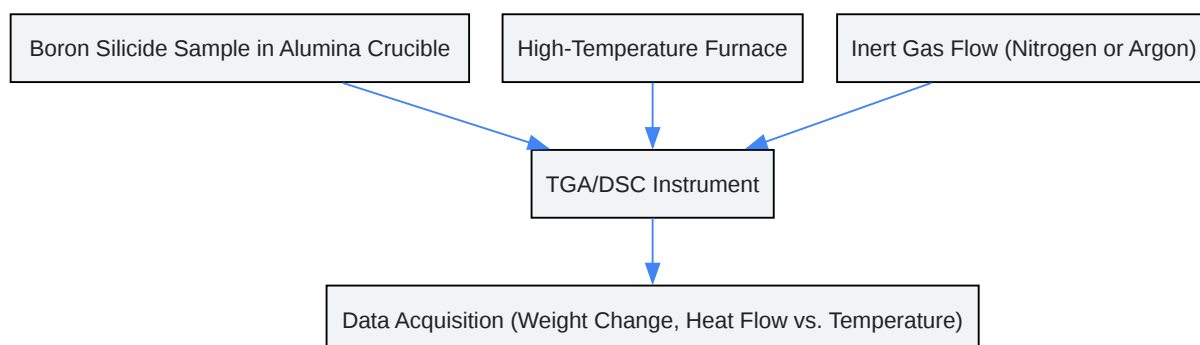 Boron Silicide Sample in Alumina Crucible
High-Temperature Furnace
Inert Gas Flow (Nitrogen or Argon)
TGA/DSC Instrument
Data Acquisition (Weight Change, Heat Flow vs. Temperature)